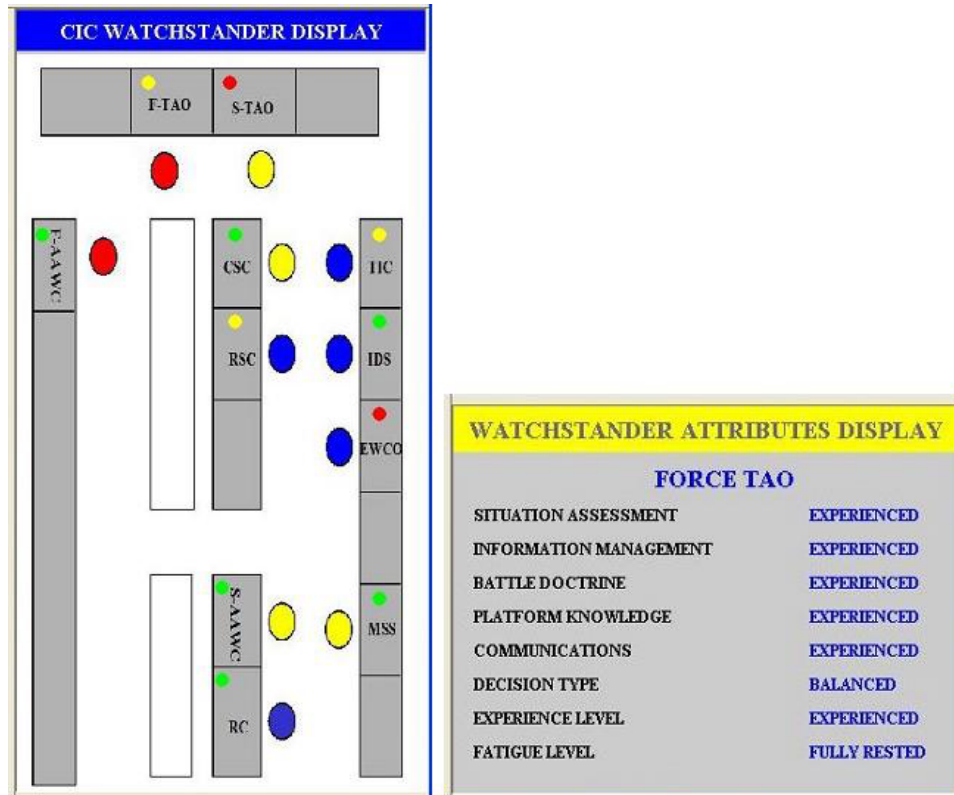 CIC WATCHSTANDER DISPLAY
F-TAO
S-TAO
F-AAWC
CSC
TIC
RSC
IDS
EWCO
S-AAWC
MSS
RC
WATCHSTANDER ATTRIBUTES DISPLAY
FORCE TAO
SITUATION ASSESSMENT EXPERIENCED
INFORMATION MANAGEMENT EXPERIENCED
BATTLE DOCTRINE EXPERIENCED
PLATFORM KNOWLEDGE EXPERIENCED
COMMUNICATIONS EXPERIENCED
DECISION TYPE BALANCED
EXPERIENCE LEVEL EXPERIENCED
FATIGUE LEVEL FULLY RESTED